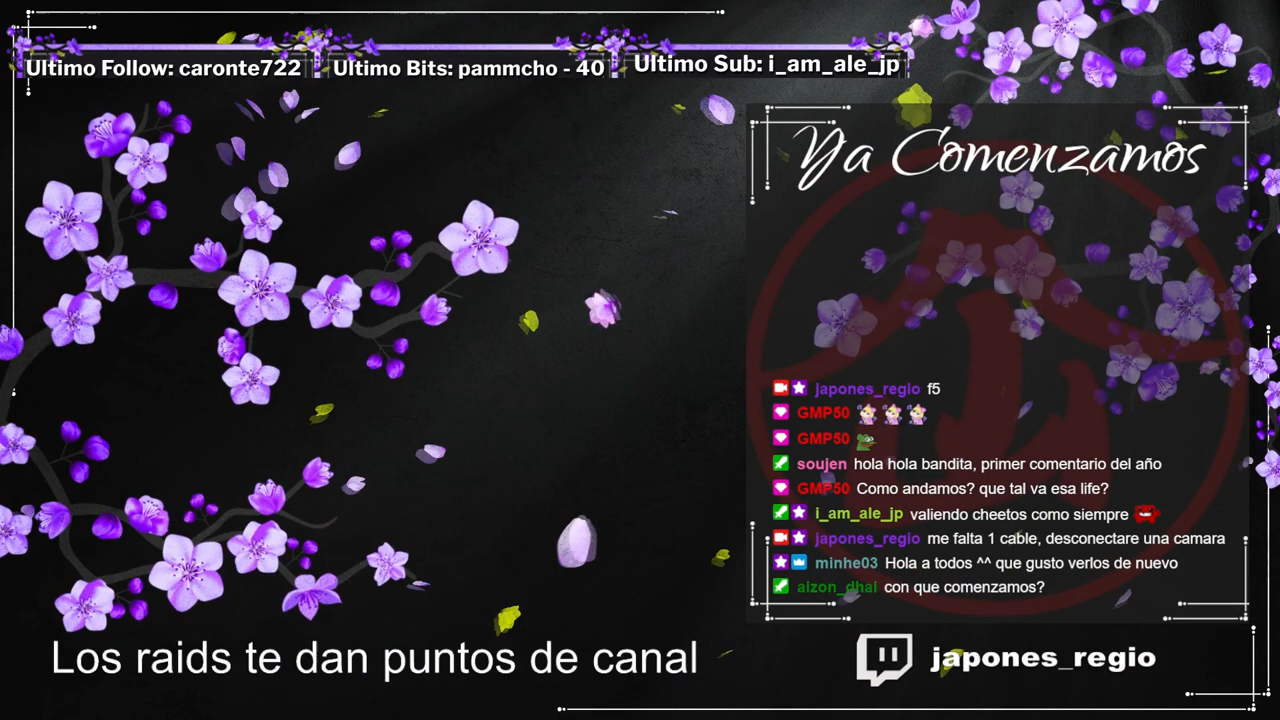 Ultimo Follow: caronte722
Ultimo Bits: pammcho - 40
Ultimo Sub: i_am_ale_jp
Ya Comenzamos
japones_regio f5
GMP50
GMP50
soujen hola hola bandita, primer comentario del año
GMP50 Como andamos? que tal va esa life?
i_am_ale_jp valiendo cheetos como siempre
japones_regio me falta 1 cable, desconectare una camara
minhe03 Hola a todos ^^ que gusto verlos de nuevo
aizon_dhal con que comenzamos?
Los raids te dan puntos de canal
japones_regio